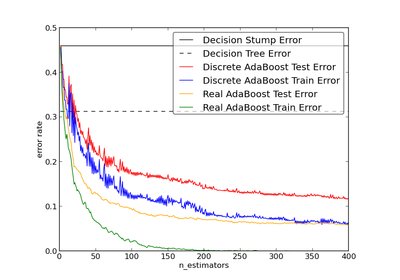 0.5
0.4
0.3
0.2
0.1
0.0
error rate
Decision Stump Error
Decision Tree Error
Discrete AdaBoost Test Error
Discrete AdaBoost Train Error
Real AdaBoost Test Error
Real AdaBoost Train Error
0 50 100 150 200 250 300 350 400
n_estimators